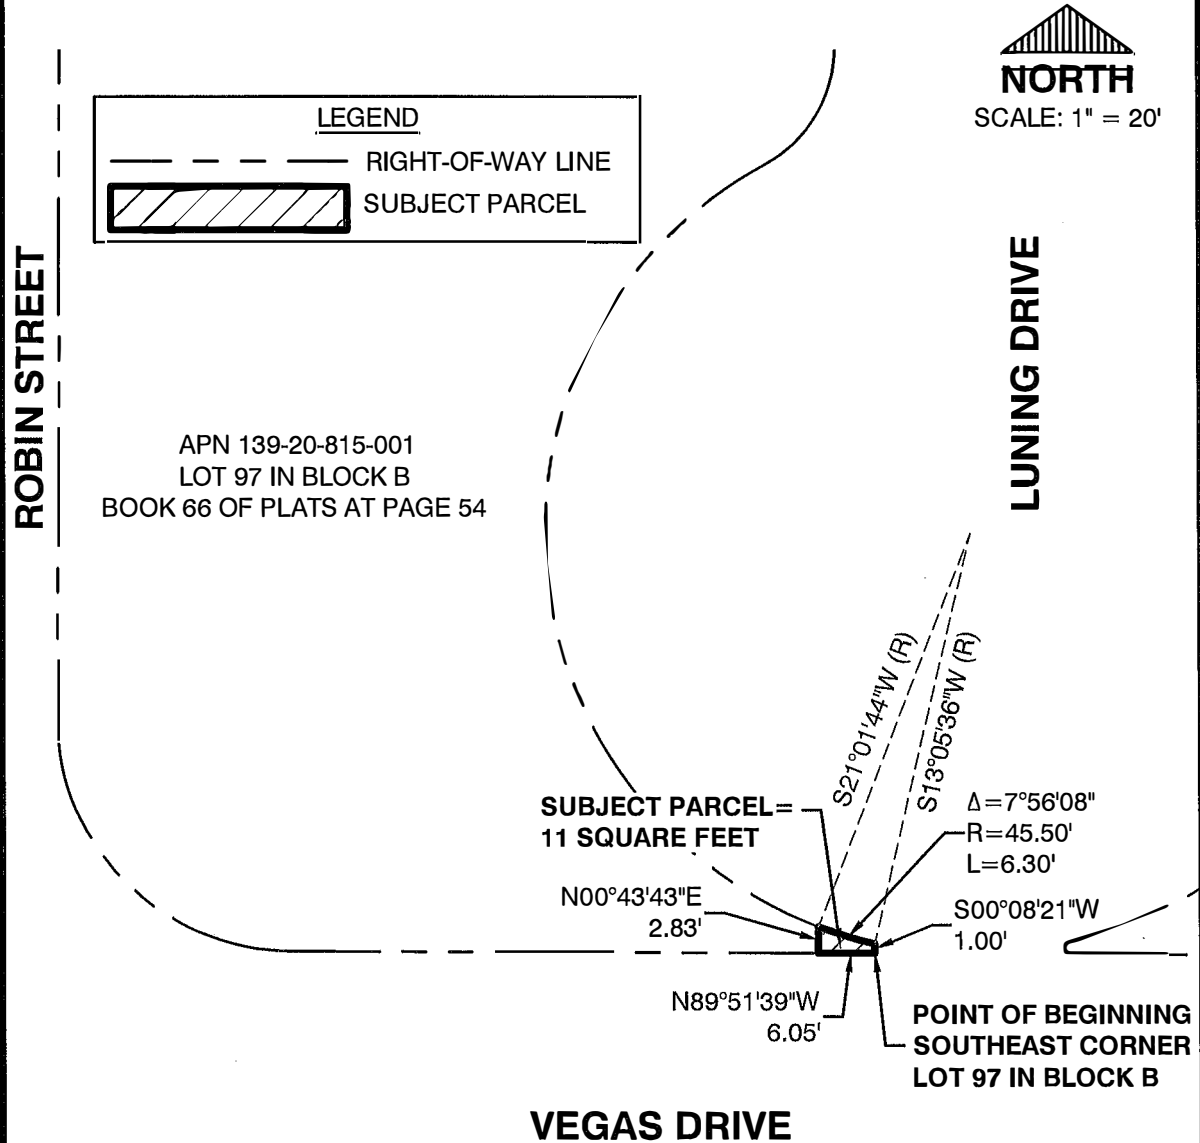 NORTH
SCALE: 1" = 20'
LEGEND
RIGHT-OF-WAY LINE
SUBJECT PARCEL
ROBIN STREET
LUNING DRIVE
APN 139-20-815-001
LOT 97 IN BLOCK B
BOOK 66 OF PLATS AT PAGE 54
S21°01'44"W (R)
S13°05'36"W (R)
SUBJECT PARCEL=
11 SQUARE FEET
Δ=7°56'08"
R=45.50'
L=6.30'
N00°43'43"E
2.83'
S00°08'21"W
1.00'
N89°51'39"W
6.05'
POINT OF BEGINNING
SOUTHEAST CORNER
LOT 97 IN BLOCK B
VEGAS DRIVE